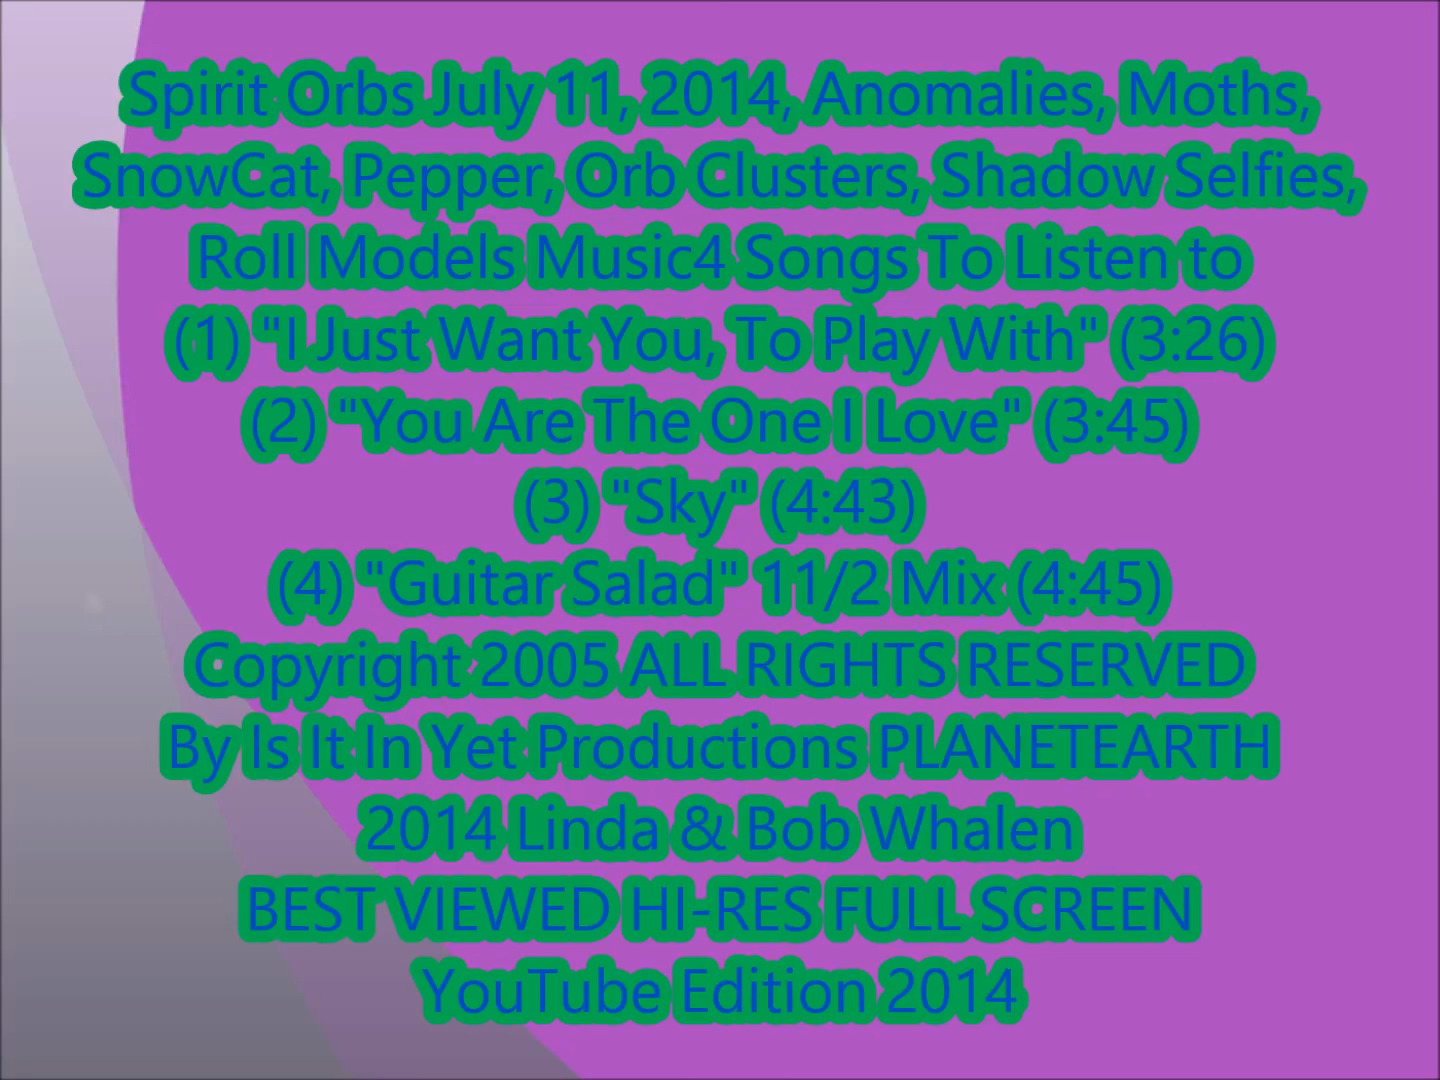 Spirit Orbs July 11, 2014, Anomalies, Moths,
SnowCat, Pepper, Orb Clusters, Shadow Selfies,
Roll Models Music4 Songs To Listen to
(1) "I Just Want You, To Play With" (3:26)
(2) "You Are The One I Love" (3:45)
(3) "Sky" (4:43)
(4) "Guitar Salad" 11/2 Mix (4:45)
Copyright 2005 ALL RIGHTS RESERVED
By Is It In Yet Productions PLANETEARTH
2014 Linda & Bob Whalen
BEST VIEWED HI-RES FULL SCREEN
YouTube Edition 2014